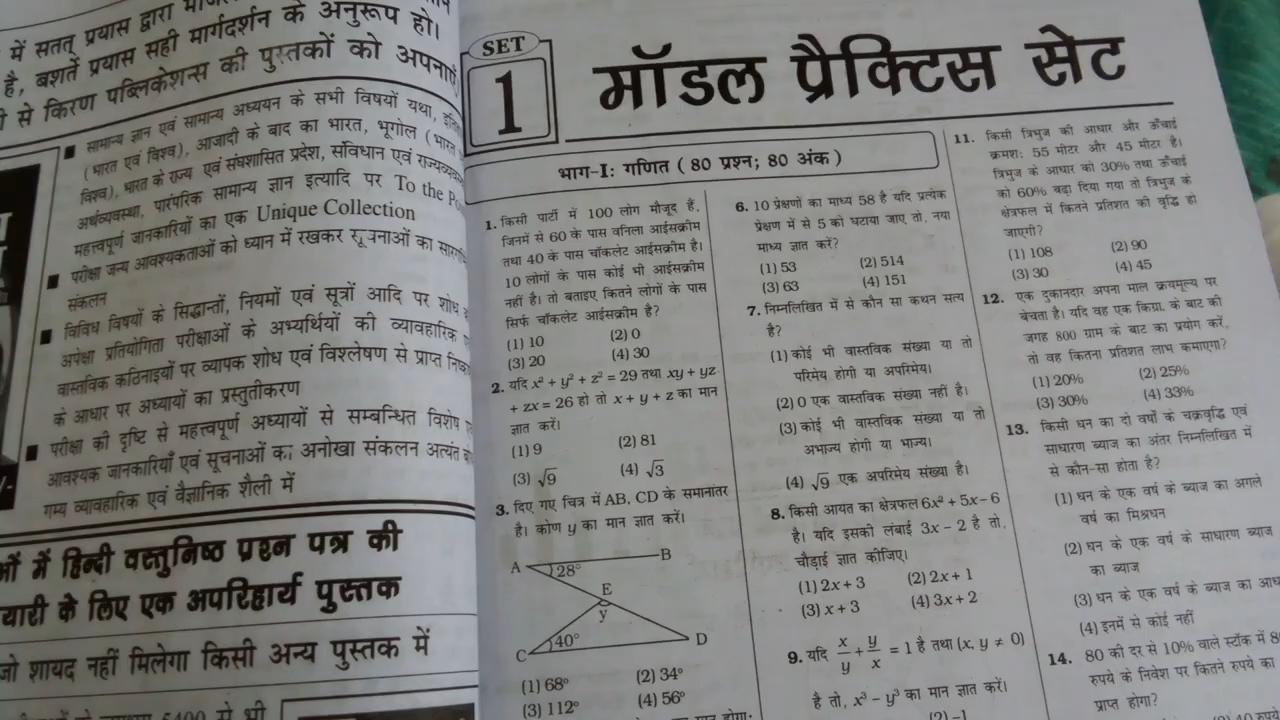 में सतत् प्रयास द्वारा
है, बशर्ते प्रयास सही मार्गदर्शन के अनुरूप हो।
से किरण पब्लिकेशन्स की पुस्तकों को अपनाएँ
■ सामान्य ज्ञान एवं सामान्य अध्ययन के सभी विषयों यथा,
(भारत एवं विश्व), आजादी के बाद का भारत, भूगोल (भारत
विश्व), भारत के राज्य एवं संघशासित प्रदेश, संविधान एवं
अर्थव्यवस्था, पारंपरिक सामान्य ज्ञान इत्यादि पर To the
महत्त्वपूर्ण जानकारियों का एक Unique Collection
■ परीक्षा जन्य आवश्यकताओं को ध्यान में रखकर सूचनाओं का
संकलन
■ विविध विषयों के सिद्धान्तों, नियमों एवं सूत्रों आदि पर शोध
अपेक्षा प्रतियोगिता परीक्षाओं के अभ्यर्थियों की व्यावहारिक
वास्तविक कठिनाइयों पर व्यापक शोध एवं विश्लेषण से प्राप्त
के आधार पर अध्यायों का प्रस्तुतीकरण
■ परीक्षा की दृष्टि से महत्त्वपूर्ण अध्यायों से सम्बन्धित विशेष
आवश्यक जानकारियाँ एवं सूचनाओं का अनोखा संकलन अत्यंत
गम्य व्यावहारिक एवं वैज्ञानिक शैली में
में हिन्दी वस्तुनिष्ठ प्रश्न पत्र की
के लिए एक अपरिहार्य पुस्तक
जो शायद नहीं मिलेगा किसी अन्य पुस्तक में
SET
1
मॉडल प्रैक्टिस सेट
भाग-I: गणित ( 80 प्रश्न; 80 अंक )
1. किसी पार्टी में 100 लोग मौजूद हैं,
जिनमें से 60 के पास वनिला आईसक्रीम
तथा 40 के पास चॉकलेट आईसक्रीम है।
10 लोगों के पास कोई भी आईसक्रीम
नहीं है। तो बताइए कितने लोगों के पास
सिर्फ चॉकलेट आईसक्रीम है?
(1) 10 (2) 0
(3) 20 (4) 30
2. यदि x² + y² + z² = 29 तथा xy + yz
+ zx = 26 हो तो x + y + z का मान
ज्ञात करें।
(1) 9 (2) 81
(3) √9 (4) √3
3. दिए गए चित्र में AB, CD के समानांतर
है। कोण y का मान ज्ञात करें।
A B
28°
E
y
40°
C D
(1) 68° (2) 34°
(3) 112° (4) 56°
6. 10 प्रेक्षणों का माध्य 58 है यदि प्रत्येक
प्रेक्षण में से 5 को घटाया जाए तो, नया
माध्य ज्ञात करें?
(1) 53 (2) 514
(3) 63 (4) 151
7. निम्नलिखित में से कौन सा कथन सत्य
है?
(1) कोई भी वास्तविक संख्या या तो
परिमेय होगी या अपरिमेय।
(2) 0 एक वास्तविक संख्या नहीं है।
(3) कोई भी वास्तविक संख्या या तो
अभाज्य होगी या भाज्य।
(4) √9 एक अपरिमेय संख्या है।
8. किसी आयत का क्षेत्रफल 6x² + 5x – 6
है। यदि इसकी लंबाई 3x – 2 है तो,
चौड़ाई ज्ञात कीजिए।
(1) 2x + 3 (2) 2x + 1
(3) x + 3 (4) 3x + 2
9. यदि x/y + y/x = 1 है तथा (x, y ≠ 0)
है तो, x³ – y³ का मान ज्ञात करें।
(2) –1
11. किसी त्रिभुज की आधार और ऊँचाई
क्रमश: 55 मीटर और 45 मीटर है।
त्रिभुज के आधार को 30% तथा ऊँचाई
को 60% बढ़ा दिया गया तो त्रिभुज के
क्षेत्रफल में कितने प्रतिशत की वृद्धि हो
जाएगी?
(1) 108 (2) 90
(3) 30 (4) 45
12. एक दुकानदार अपना माल क्रयमूल्य पर
बेचता है। यदि वह एक किग्रा. के बाट की
जगह 800 ग्राम के बाट का प्रयोग करें,
तो वह कितना प्रतिशत लाभ कमाएगा?
(1) 20% (2) 25%
(3) 30% (4) 33%
13. किसी धन का दो वर्षों के चक्रवृद्धि एवं
साधारण ब्याज का अंतर निम्नलिखित में
से कौन-सा होता है?
(1) धन के एक वर्ष के ब्याज का अगले
वर्ष का मिश्रधन
(2) धन के एक वर्ष के साधारण ब्याज
का ब्याज
(3) धन के एक वर्ष के ब्याज का
(4) इनमें से कोई नहीं
14. 80 की दर से 10% वाले स्टॉक में
रुपये के निवेश पर कितने रुपये का
प्राप्त होगा?